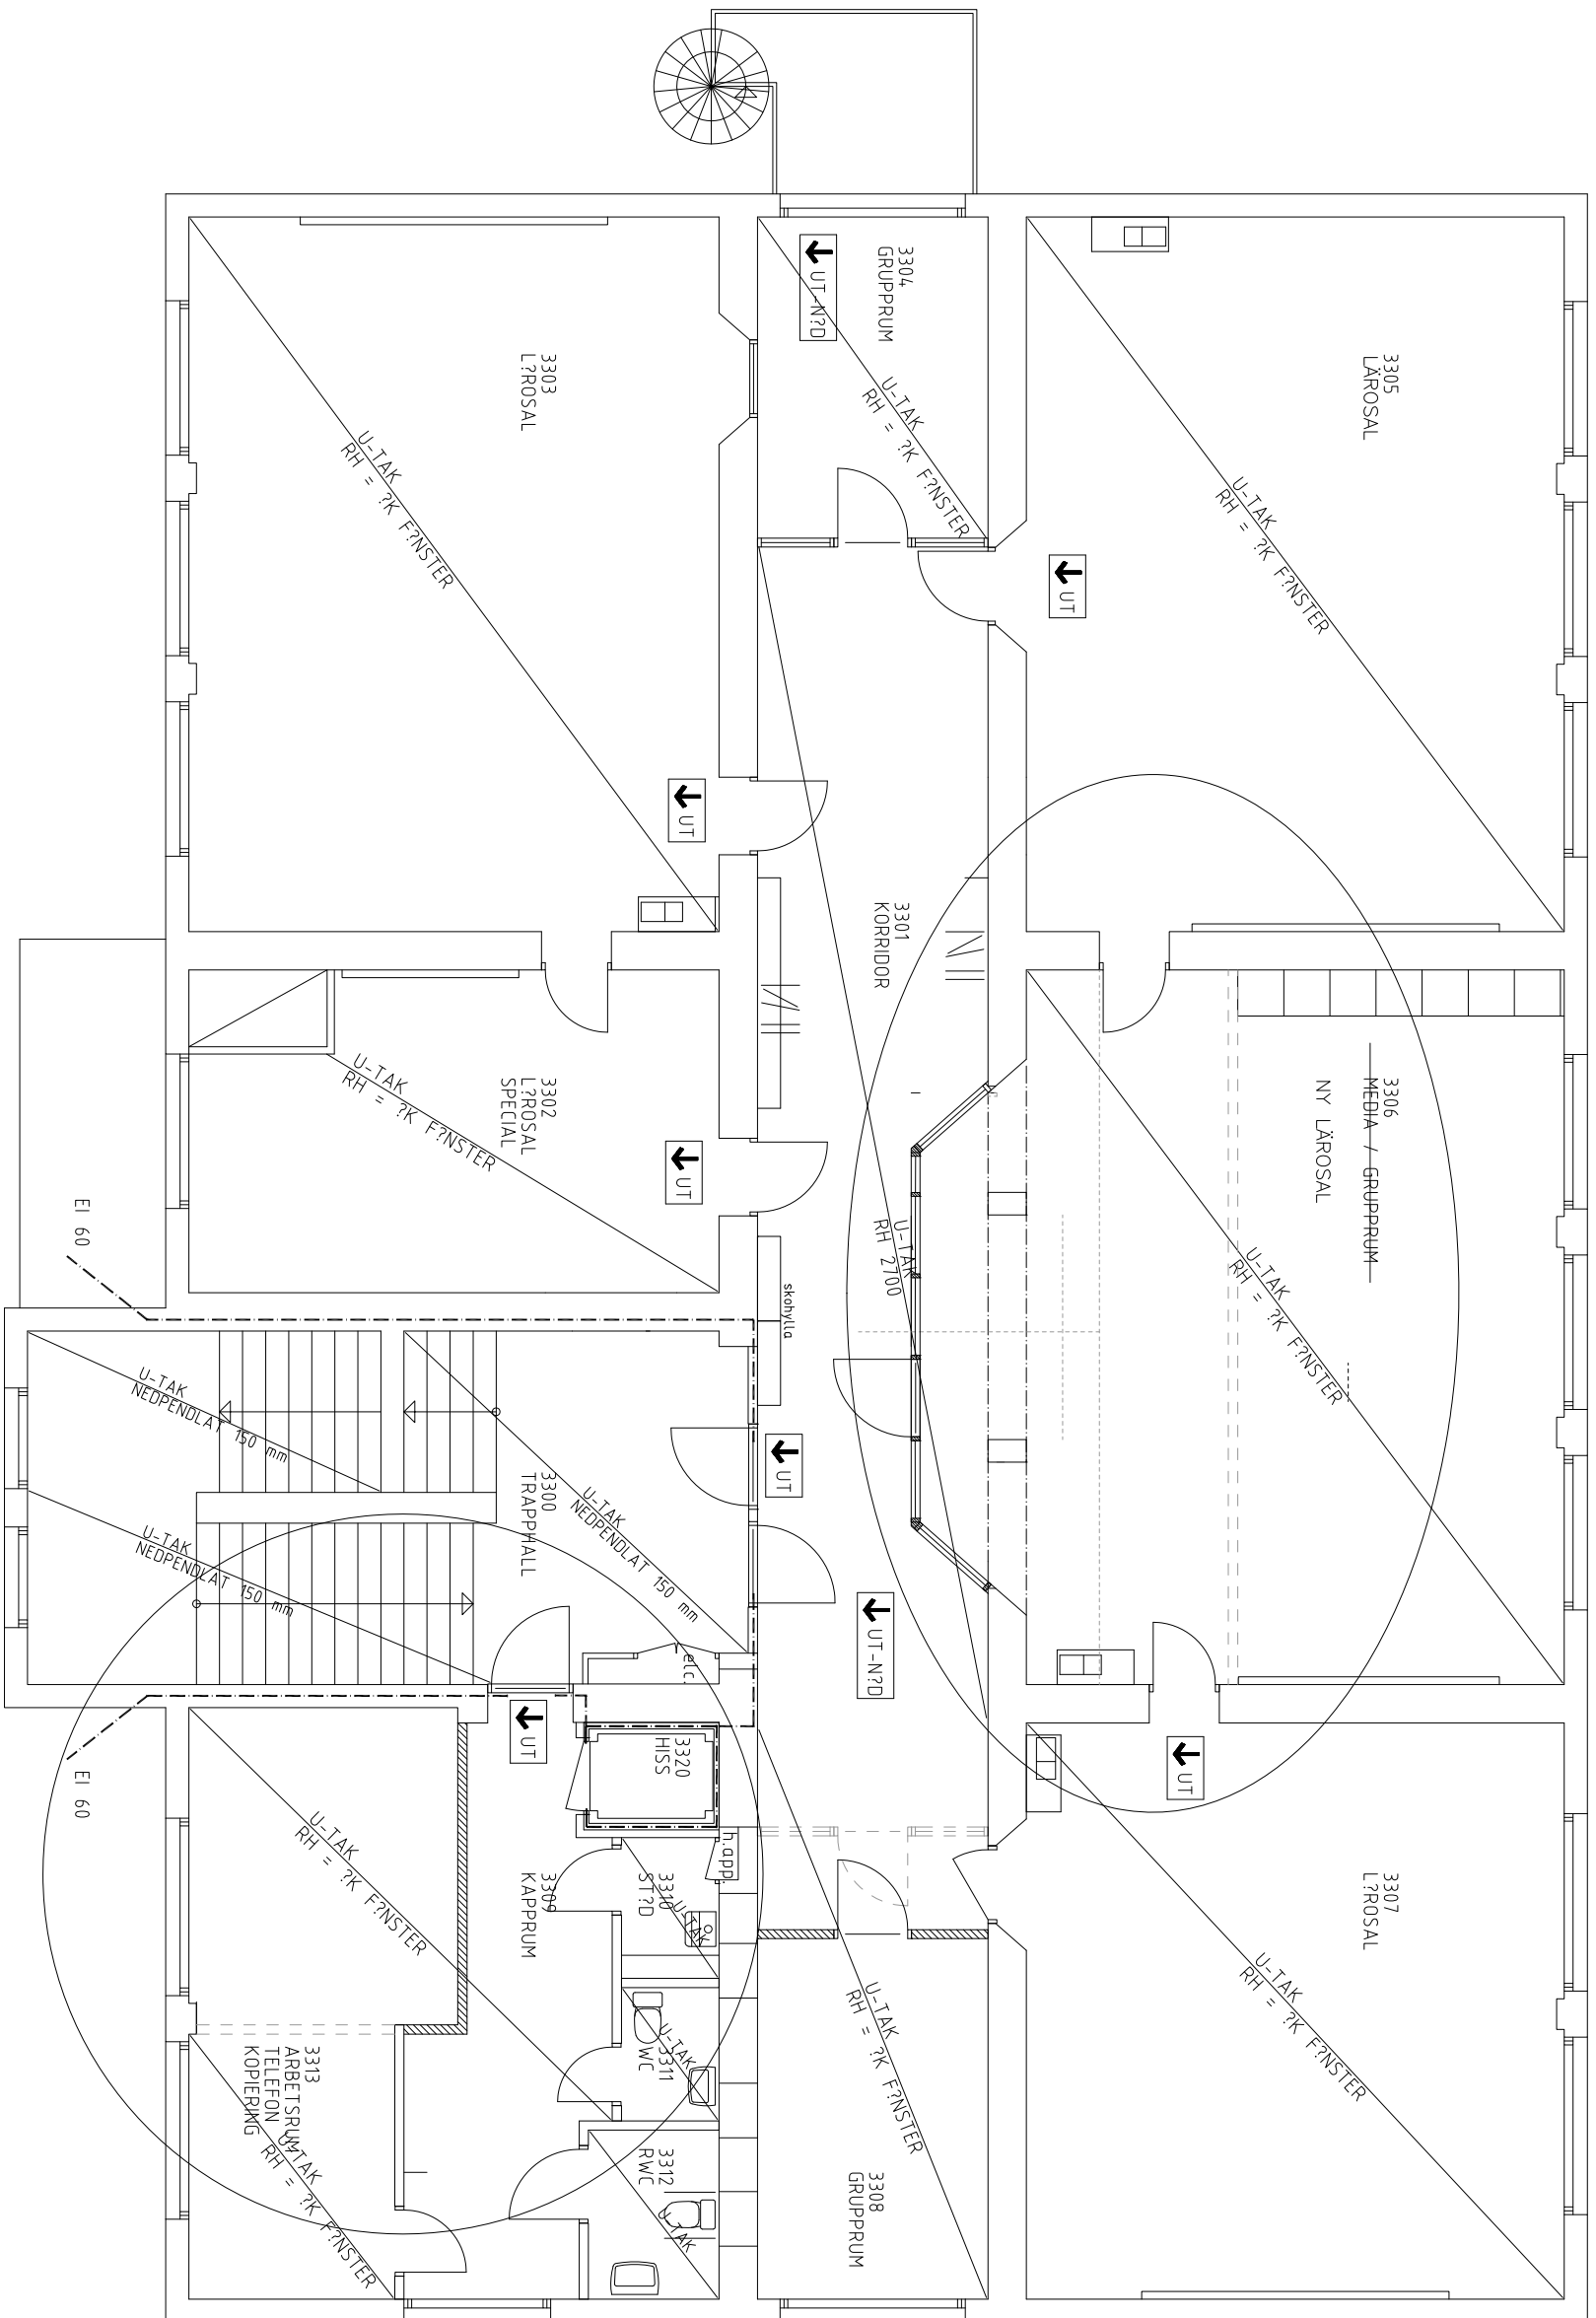 3305
LÄROSAL
U-TAK
RH = ?K F?NSTER
UT
3304
GRUPPRUM
UT-N?D
U-TAK
RH = ?K F?NSTER
3303
L?ROSAL
U-TAK
RH = ?K F?NSTER
UT
3306
MEDIA / GRUPPRUM
NY LÄROSAL
U-TAK
RH = ?K F?NSTER
3301
KORRIDOR
U-TAK
RH 2700
3302
L?ROSAL
SPECIAL
U-TAK
RH = ?K F?NSTER
UT
skohylla
EI 60
UT
UT-N?D
3300
TRAPPHALL
U-TAK
NEDPENDLAT 150 mm
U-TAK
NEDPENDLAT 150 mm
U-TAK
NEDPENDLAT 150 mm
elc.
UT
3320
HISS
EI 60
UT
3307
L?ROSAL
U-TAK
RH = ?K F?NSTER
h.app.
3310
ST?D
U-TAK
3309
KAPPRUM
U-TAK
RH = ?K F?NSTER
3311
WC
U-TAK
3312
RWC
U-TAK
3308
GRUPPRUM
U-TAK
RH = ?K F?NSTER
3313
ARBETSRUM
TELEFON
KOPIERING
U-TAK
RH = ?K F?NSTER